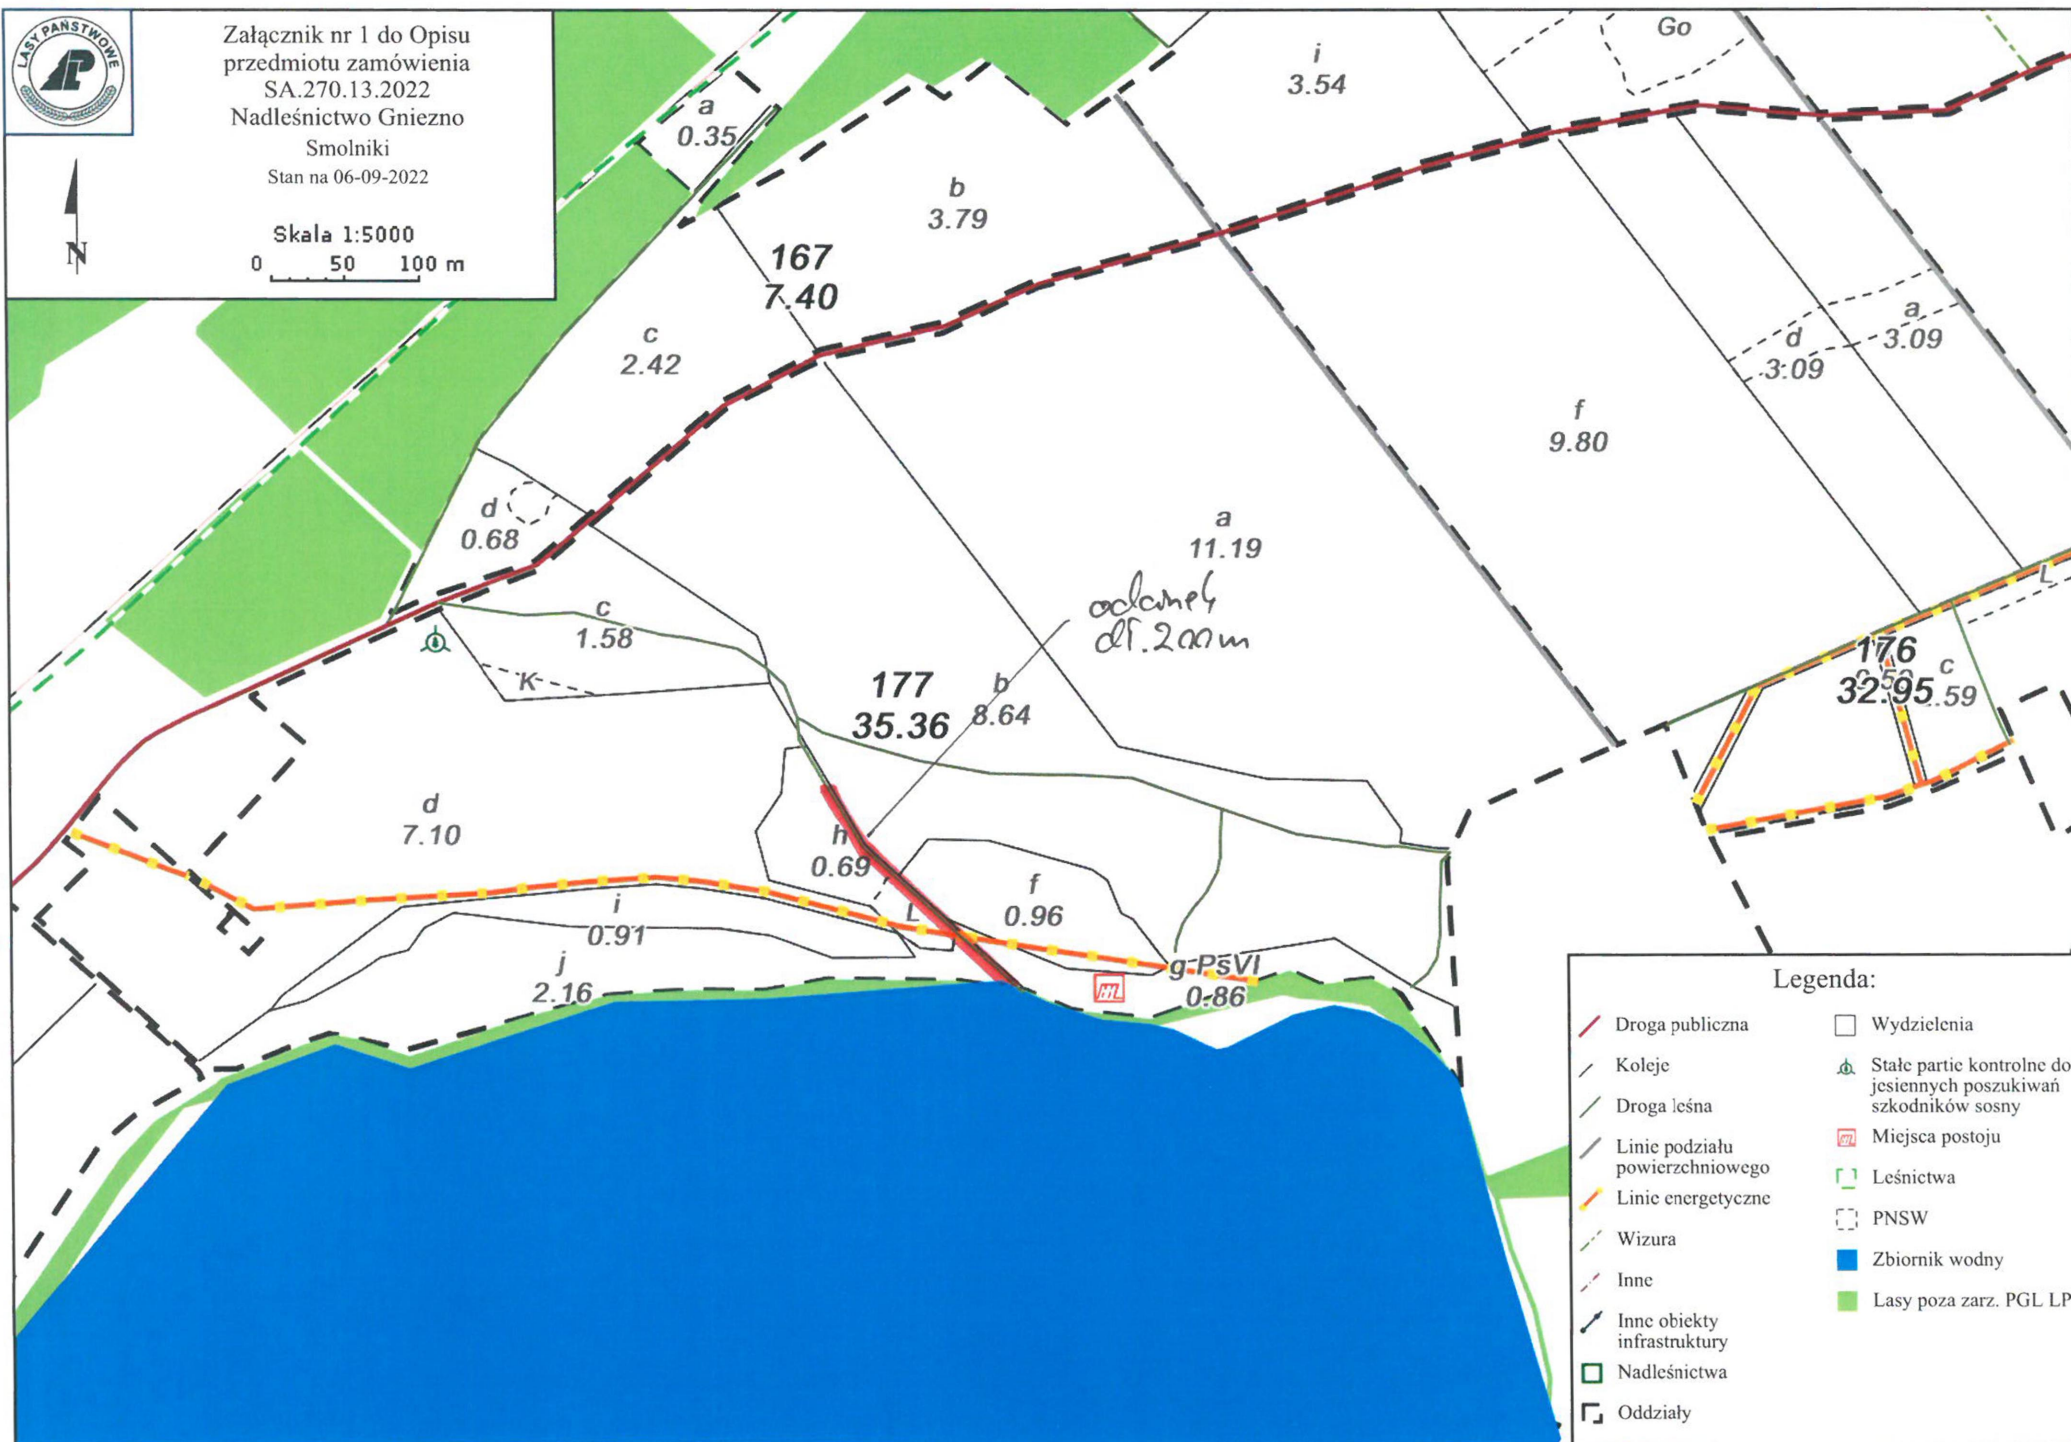 LASY PAŃSTWOWE
Załącznik nr 1 do Opisu
przedmiotu zamówienia
SA.270.13.2022
Nadleśnictwo Gniezno
Smolniki
Stan na 06-09-2022
N
Skala 1:5000
0 50 100 m
a
0.35
i
3.54
Go
b
3.79
167
7.40
c
2.42
d
3.09
a
3.09
f
9.80
d
0.68
a
11.19
c
1.58
K
dł. 200m
L
177
35.36
b
8.64
176
32.95
c
.59
d
7.10
h
0.69
L
f
0.96
i
0.91
j
2.16
g-PsVI
0.86
Legenda:
Droga publiczna
Koleje
Droga leśna
Linie podziału
powierzchniowego
Linie energetyczne
Wizura
Inne
Inne obiekty
infrastruktury
Nadleśnictwa
Oddziały
Wydzielenia
Stałe partie kontrolne do
jesiennych poszukiwań
szkodników sosny
Miejsca postoju
Leśnictwa
PNSW
Zbiornik wodny
Lasy poza zarz. PGL LP